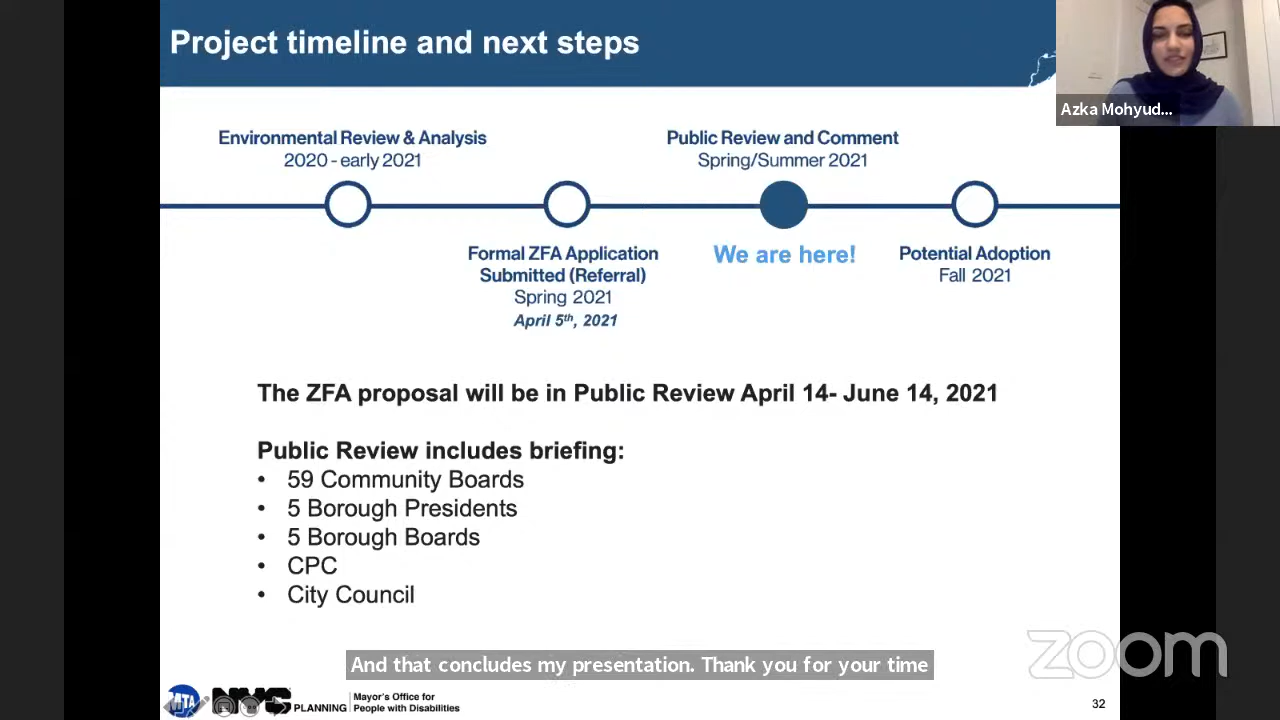 Project timeline and next steps
Azka Mohyud...
Environmental Review & Analysis
2020 - early 2021
Public Review and Comment
Spring/Summer 2021
Formal ZFA Application
Submitted (Referral)
Spring 2021
April 5th, 2021
We are here!
Potential Adoption
Fall 2021
The ZFA proposal will be in Public Review April 14- June 14, 2021
Public Review includes briefing:
• 59 Community Boards
• 5 Borough Presidents
• 5 Borough Boards
• CPC
• City Council
And that concludes my presentation. Thank you for your time
zoom
MTA
NYC
PLANNING
Mayor's Office for
People with Disabilities
32